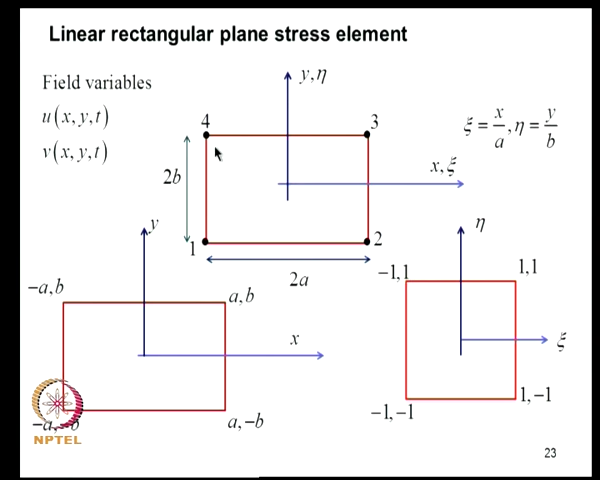 Linear rectangular plane stress element
Field variables
u(x, y, t)
v(x, y, t)
y, η
4
3
ξ = x/a, η = y/b
x, ξ
2b
1
2
2a
y
−a, b
a, b
x
a, −b
η
−1, 1
1, 1
ξ
−1, −1
1, −1
NPTEL
23